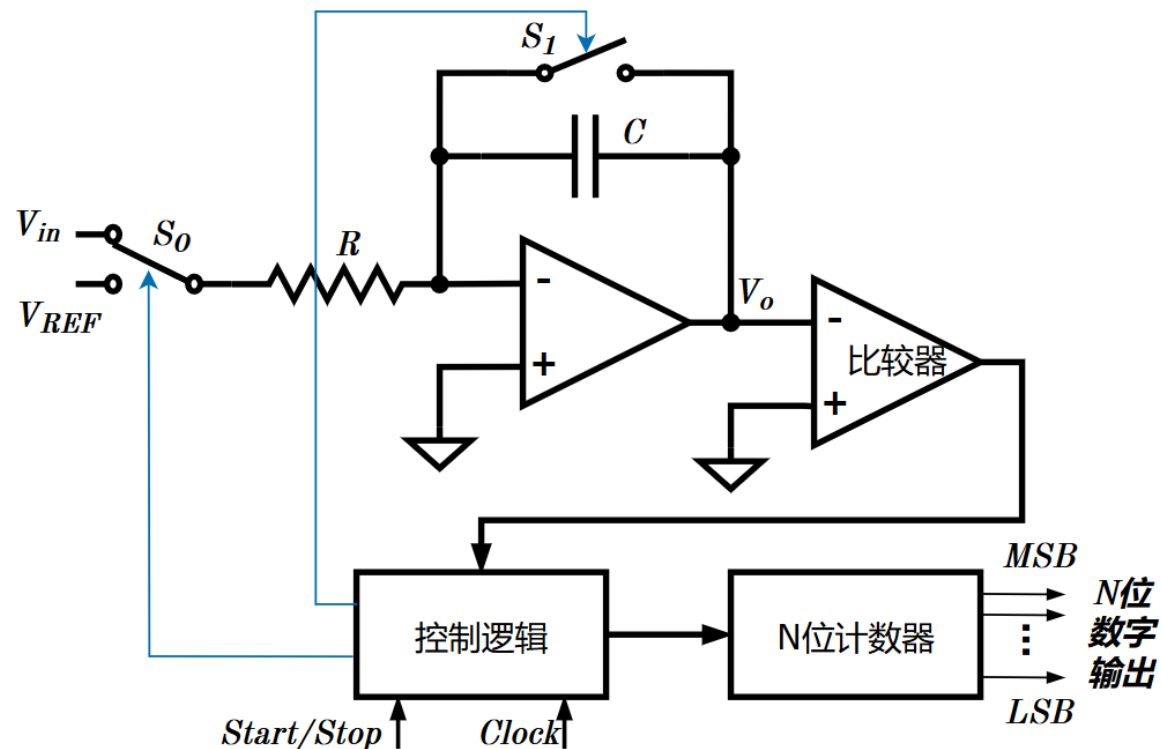 S1
C
Vin
S0
R
VREF
-
+
Vo
-
比较器
+
MSB
控制逻辑
N位计数器
N位
数字
输出
⋮
LSB
Start/Stop
Clock